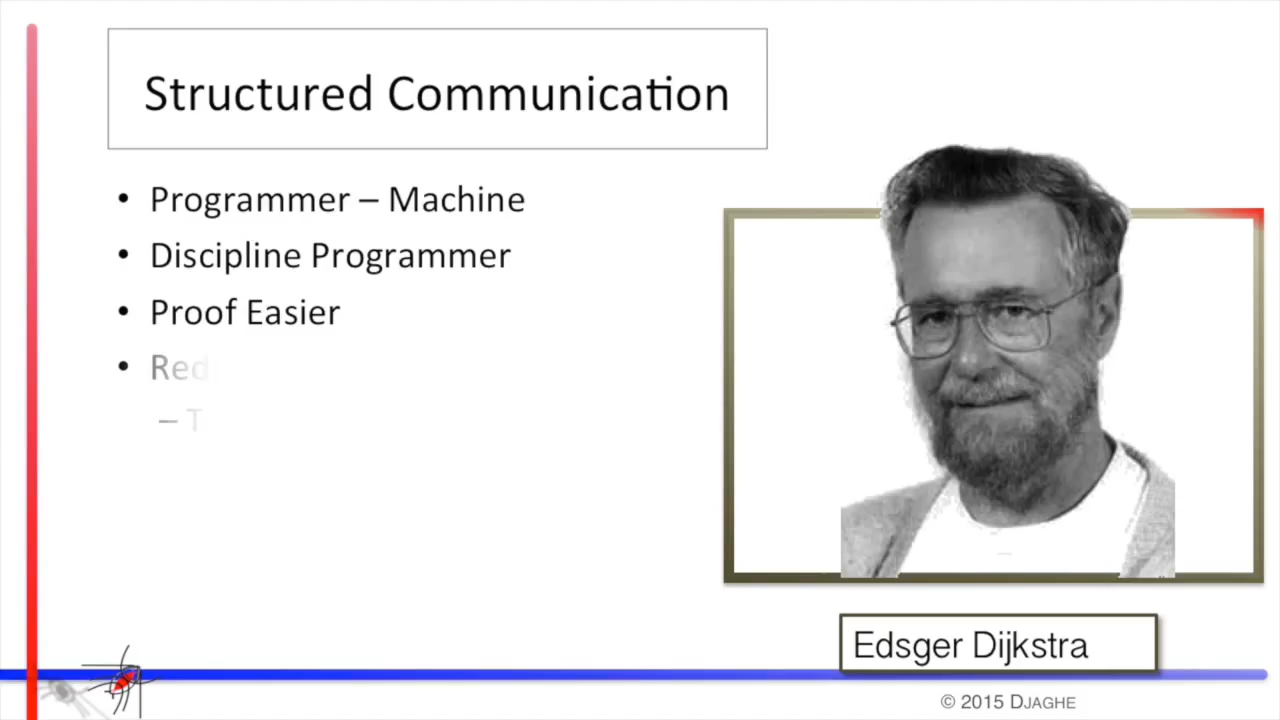 Structured Communication
• Programmer – Machine
• Discipline Programmer
• Proof Easier
Edsger Dijkstra
© 2015 DJAGHE